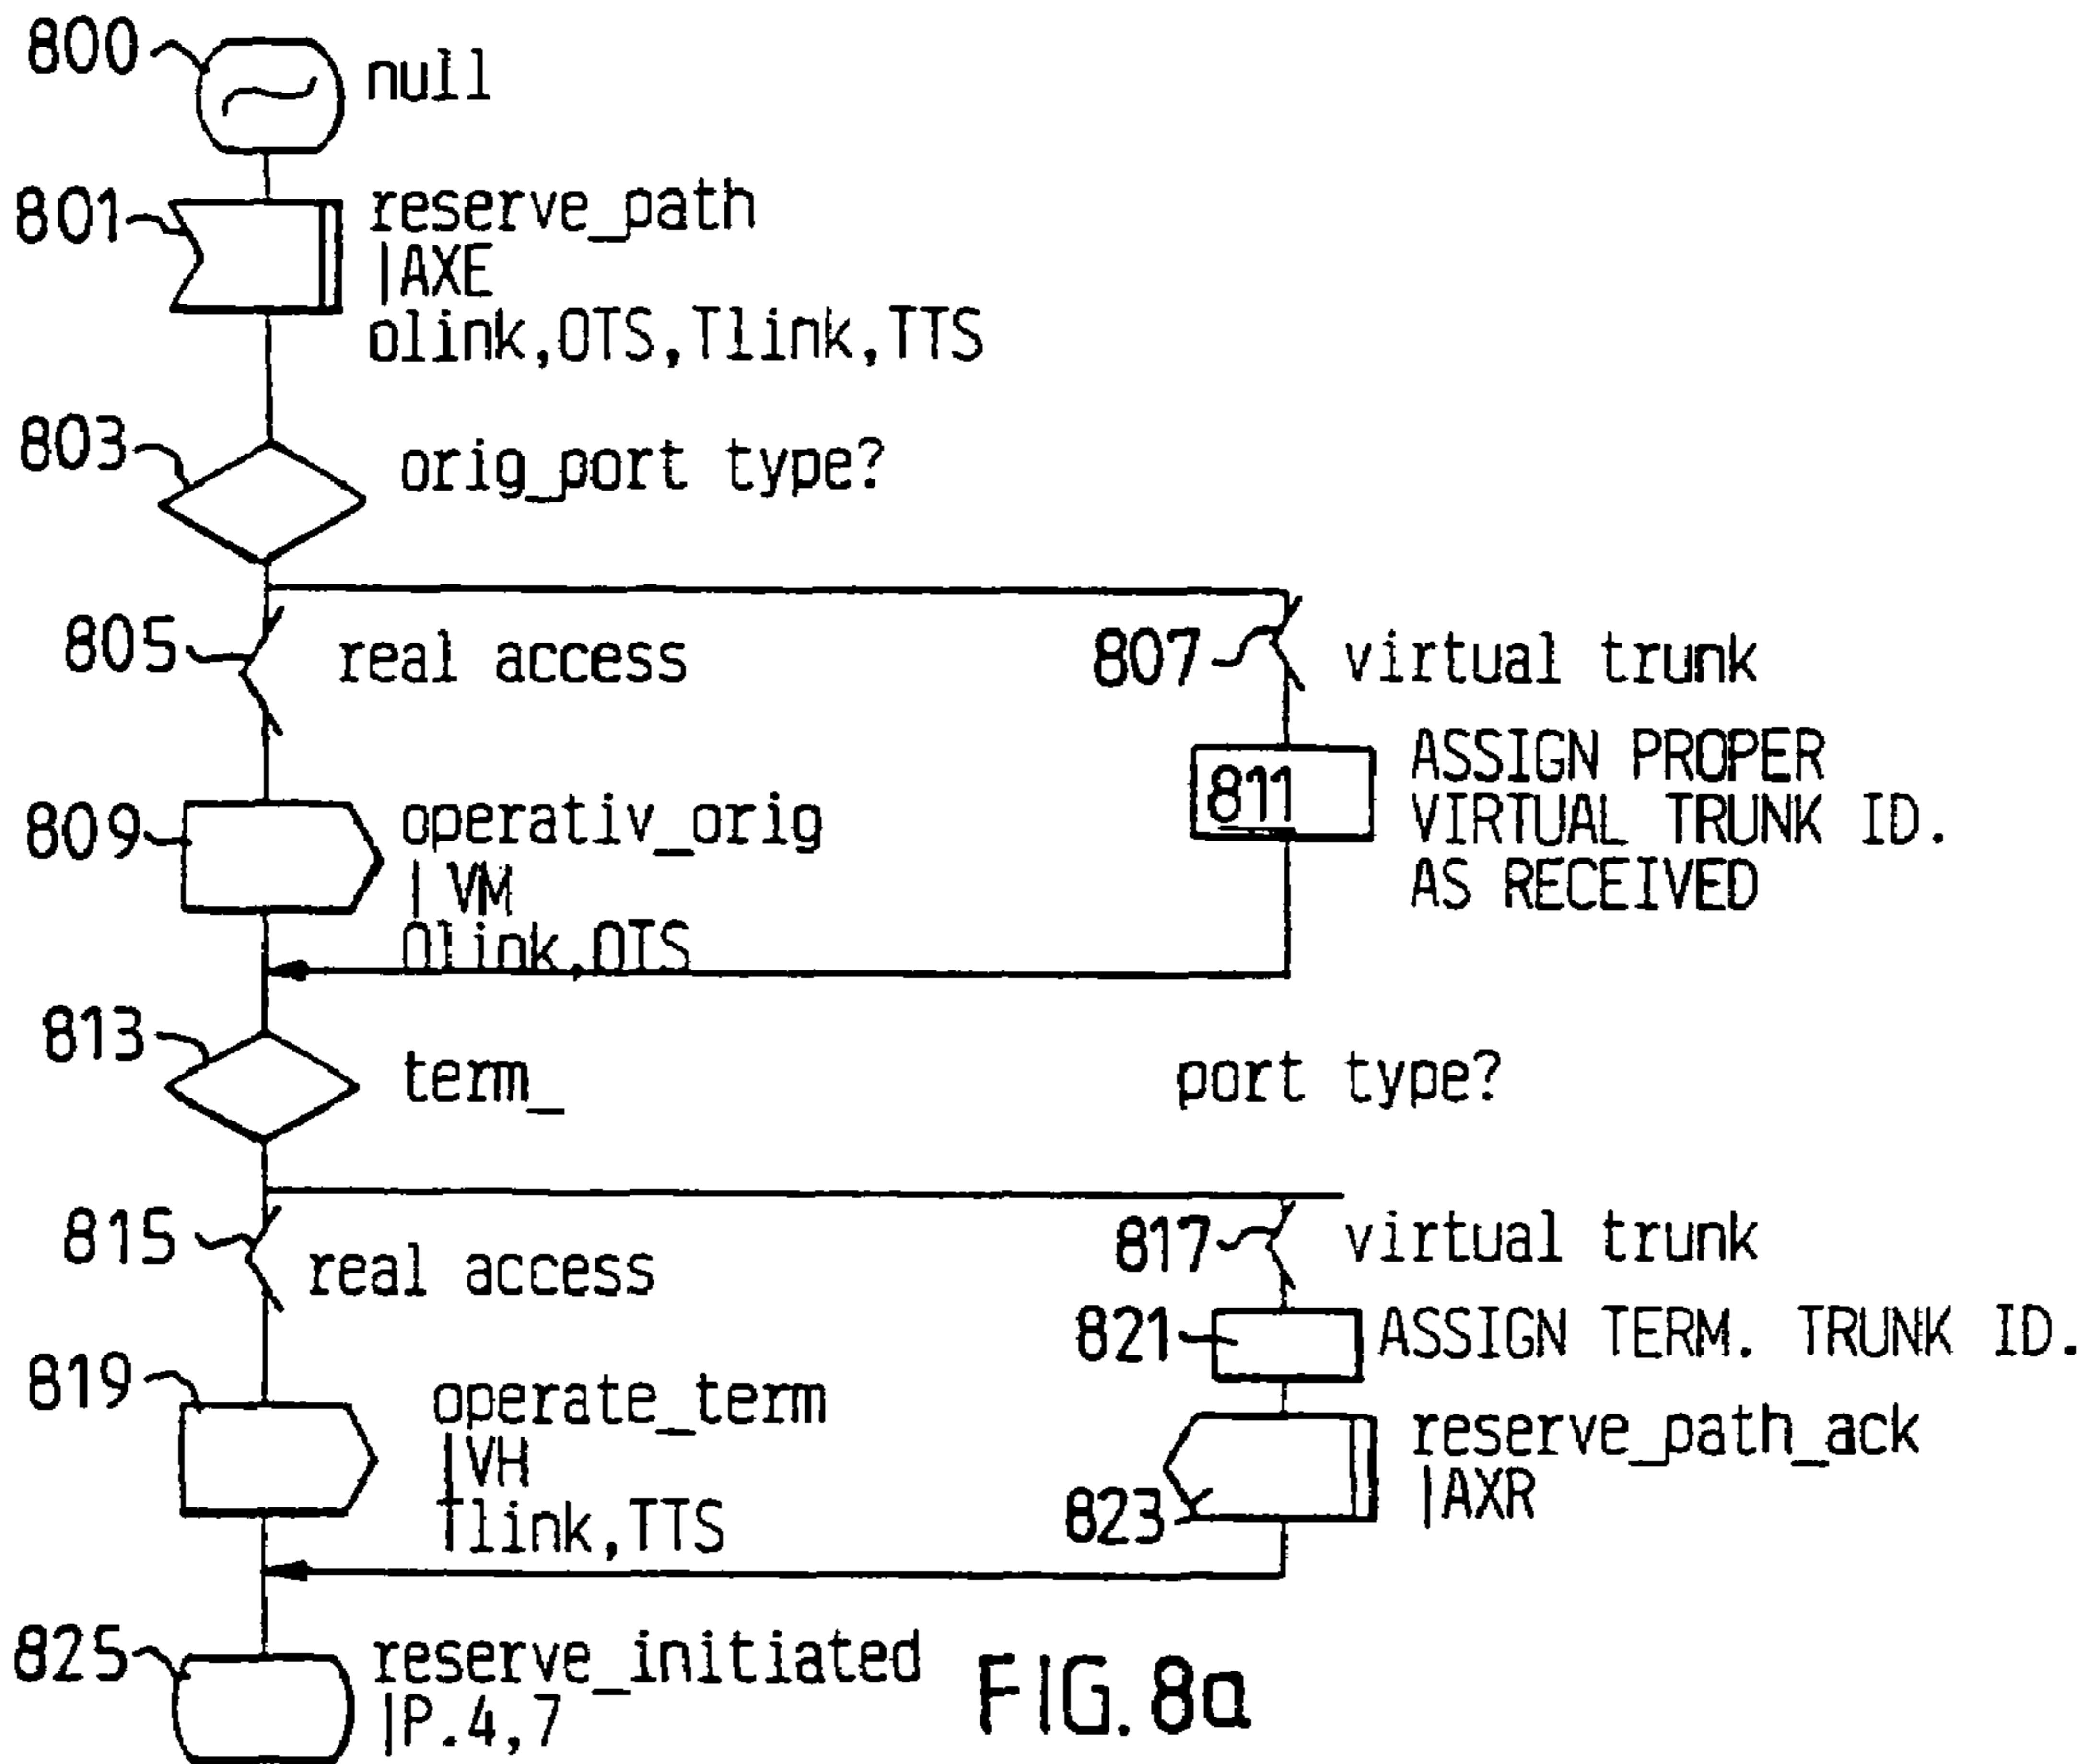 800 null
801 reserve_path
|AXE
olink,OTS,Tlink,TTS
803 orig_port type?
805 real access
807 virtual trunk
811 ASSIGN PROPER
VIRTUAL TRUNK ID.
AS RECEIVED
809 operativ_orig
| VM
Olink,OTS
813 term_ port type?
815 real access
817 virtual trunk
821 ASSIGN TERM. TRUNK ID.
819 operate_term
|VH
Tlink,TTS
823 reserve_path_ack
|AXR
825 reserve_initiated
|P.4,7
FIG.8a